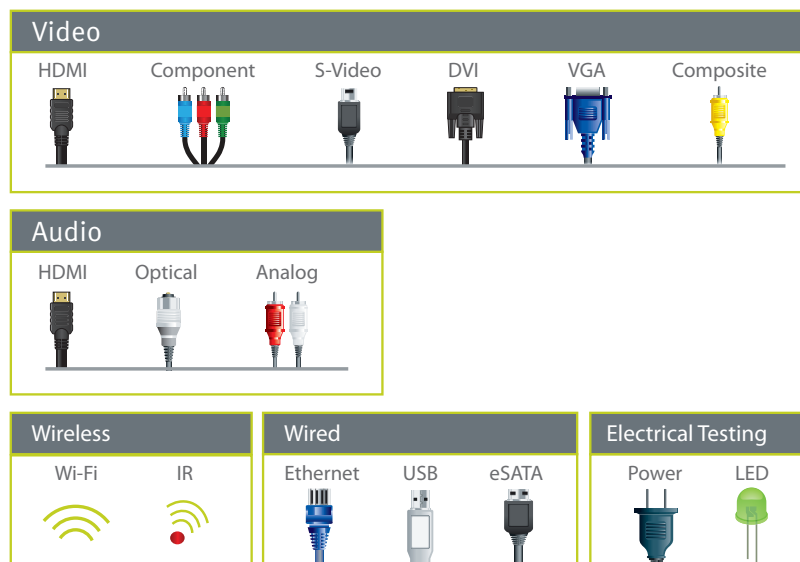 Video
HDMI Component S-Video DVI VGA Composite
Audio
HDMI Optical Analog
Wireless
Wi-Fi IR
Wired
Ethernet USB eSATA
Electrical Testing
Power LED